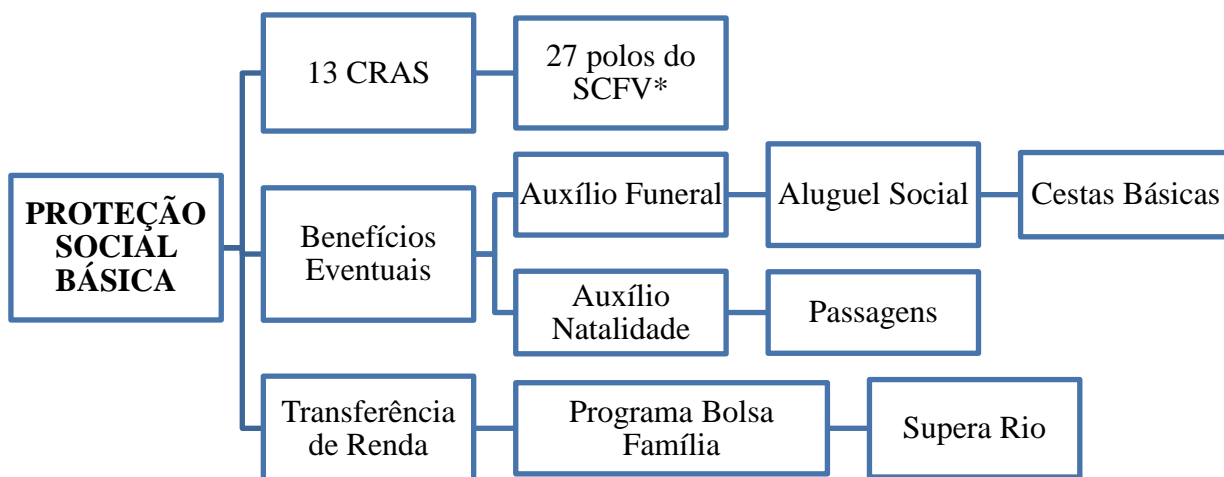 13 CRAS
27 polos do
SCFV*
PROTEÇÃO
SOCIAL
BÁSICA
Benefícios
Eventuais
Auxílio Funeral
Aluguel Social
Cestas Básicas
Auxílio
Natalidade
Passagens
Transferência
de Renda
Programa Bolsa
Família
Supera Rio